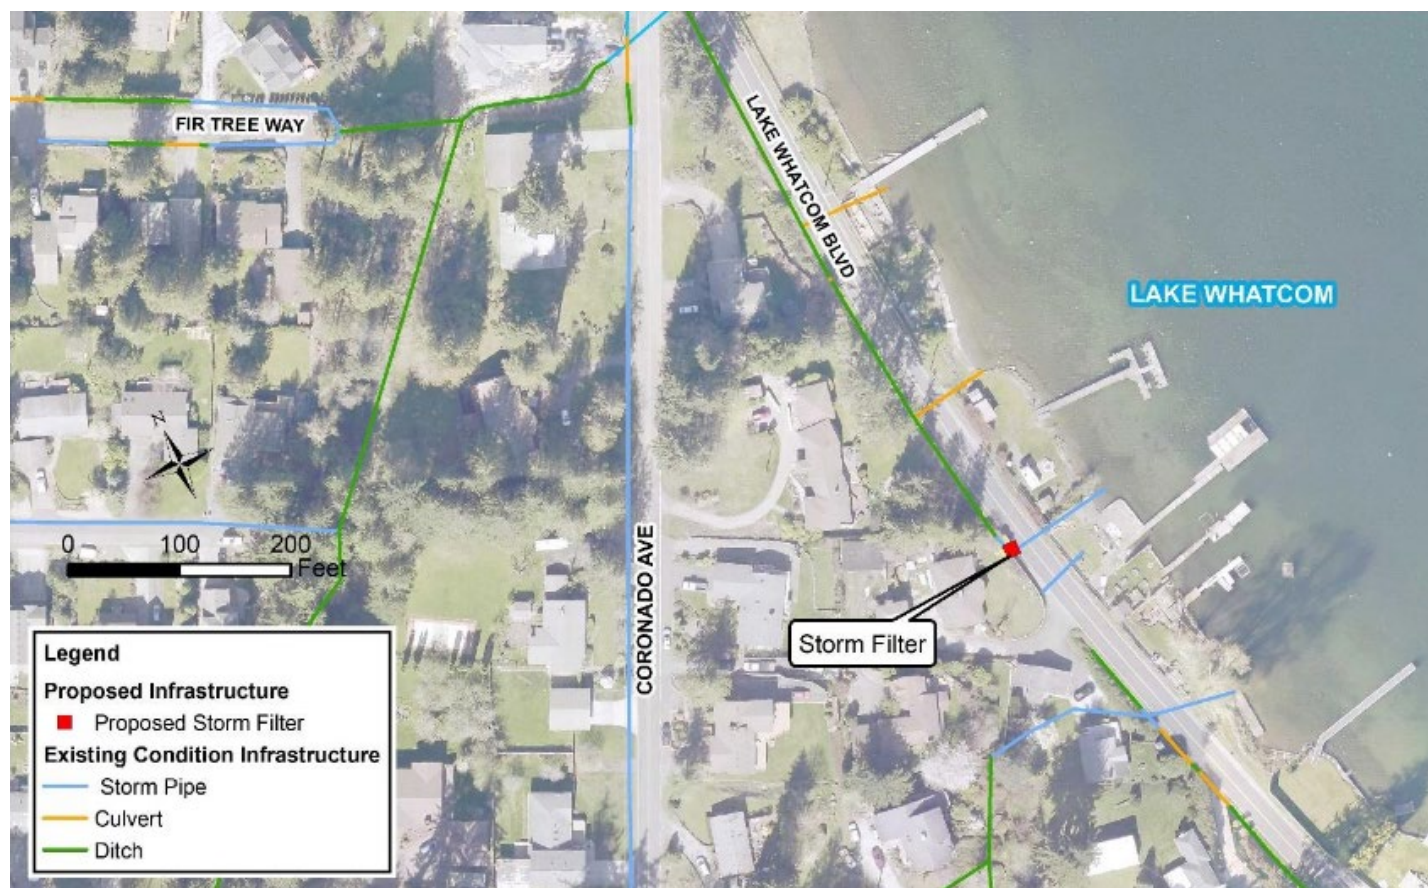 FIR TREE WAY
LAKE WHATCOM BLVD
LAKE WHATCOM
N
0 100 200
Feet
CORONADO AVE
Storm Filter
Legend
Proposed Infrastructure
Proposed Storm Filter
Existing Condition Infrastructure
Storm Pipe
Culvert
Ditch